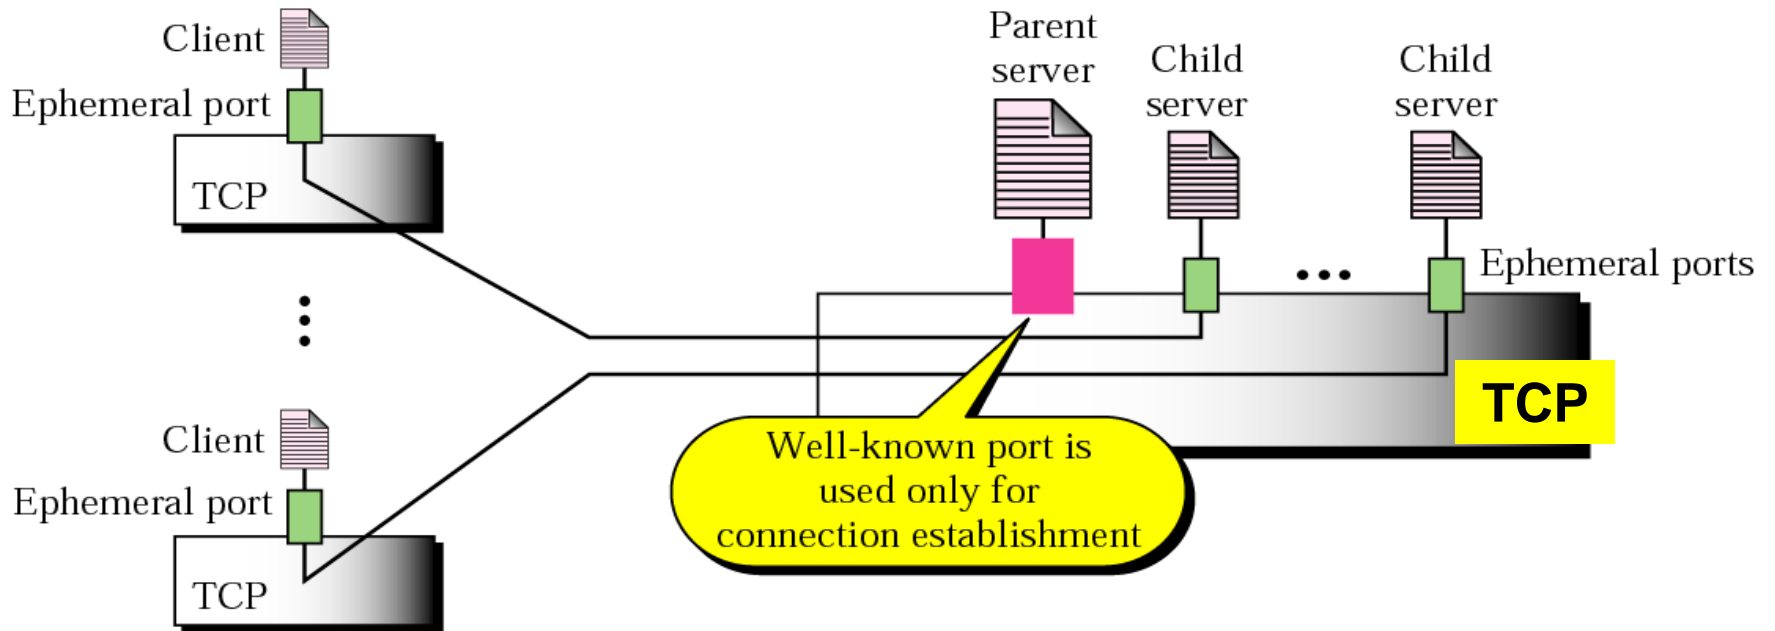 Client
Ephemeral port
TCP
Client
Ephemeral port
TCP
Parent
server
Child
server
Child
server
Ephemeral ports
TCP
Well-known port is
used only for
connection establishment